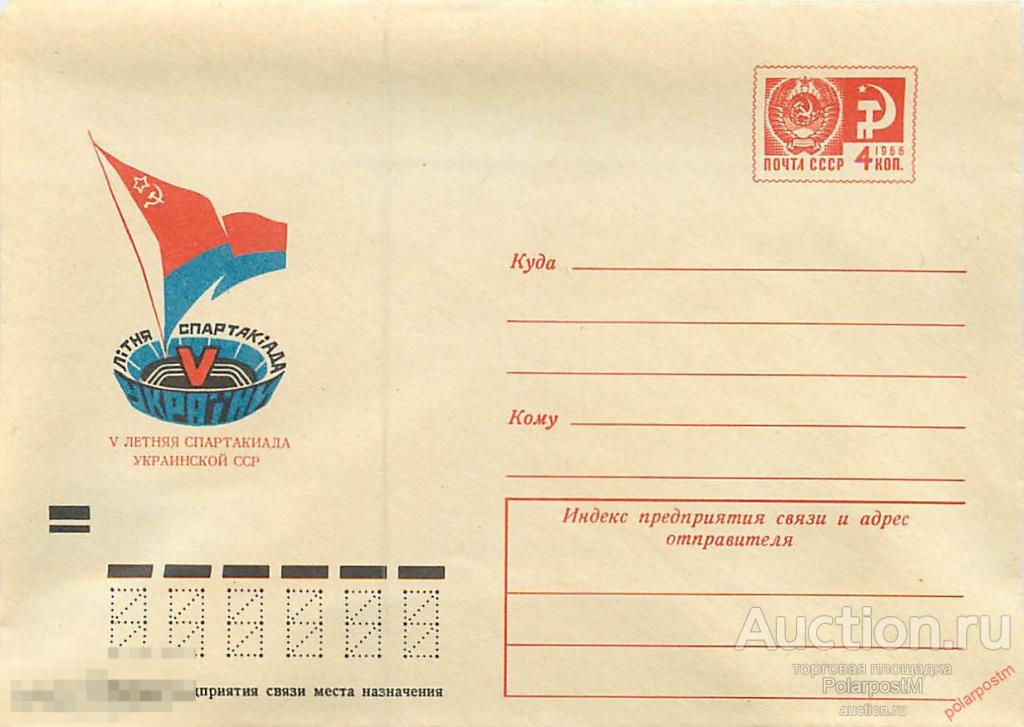 ПОЧТА СССР 4 1966 КОП.
ЛІТНЯ СПАРТАКІАДА
V
УКРАЇНИ
V ЛЕТНЯЯ СПАРТАКИАДА
УКРАИНСКОЙ ССР
Куда
Кому
Индекс предприятия связи и адрес
отправителя
связи места назначения
Auction.ru
торговая площадка
PolarpostM
auction.ru
polarpostm